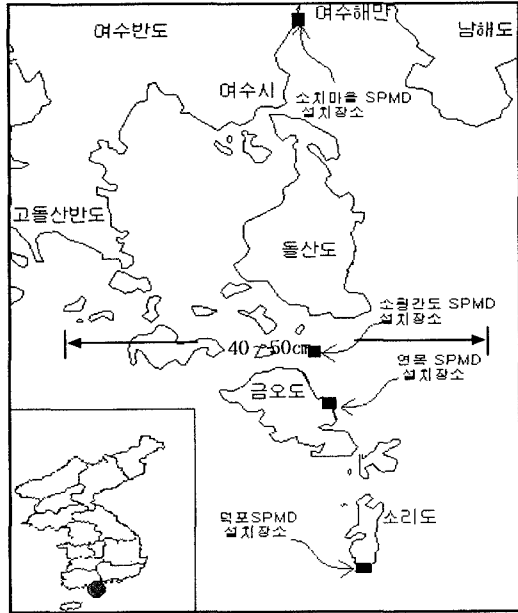 여수반도
여수해만
남해도
여수시
소치마을 SPMD
설치장소
고돌산반도
돌산도
소횡간도 SPMD
설치장소
40 ~50cm
연목 SPMD
설치장소
금오도
덕포SPMD
설치장소
소리도